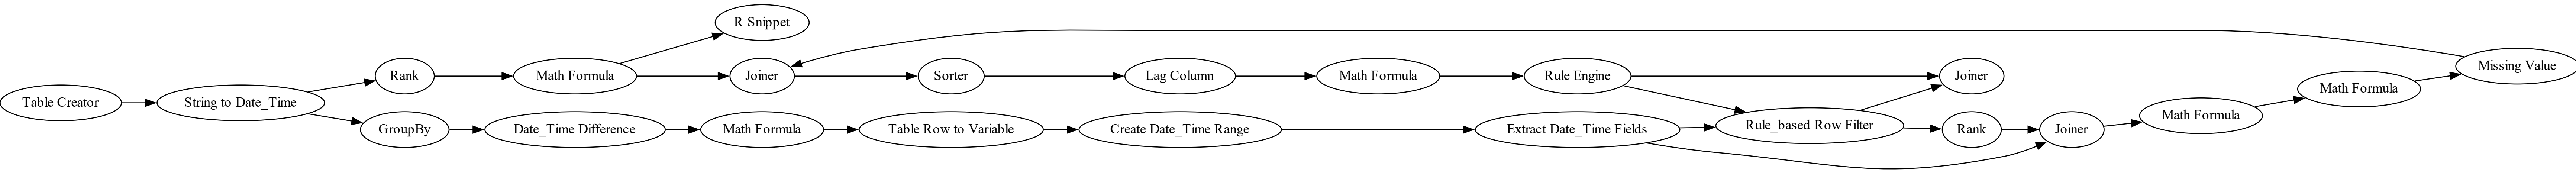 R Snippet
Rank
Math Formula
Joiner
Sorter
Lag Column
Math Formula
Rule Engine
Joiner
Missing Value
Math Formula
Table Creator
String to Date_Time
GroupBy
Date_Time Difference
Math Formula
Table Row to Variable
Create Date_Time Range
Extract Date_Time Fields
Rule_based Row Filter
Rank
Joiner
Math Formula